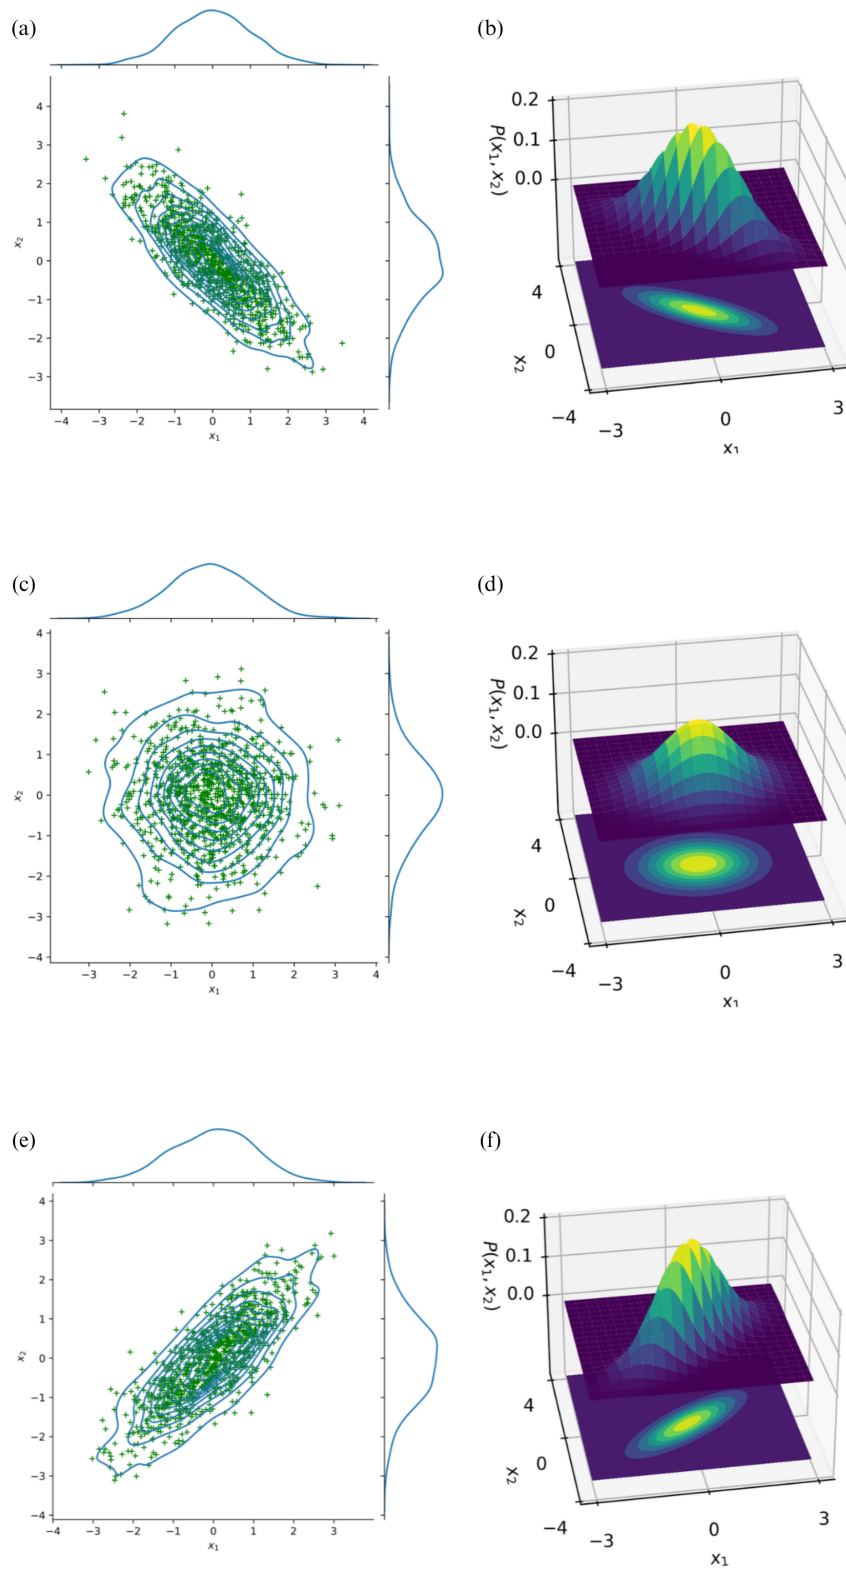 (a)
4
3
2
1
0
−1
−2
−3
x₂
−4 −3 −2 −1 0 1 2 3 4
x₁
(b)
0.2
0.1
0.0
P(x₁, x₂)
4
0
−4
x₂
−3 0 3
x₁
(c)
4
3
2
1
0
−1
−2
−3
−4
x₂
−3 −2 −1 0 1 2 3 4
x₁
(d)
0.2
0.1
0.0
P(x₁, x₂)
4
0
−4
x₂
−3 0 3
x₁
(e)
4
3
2
1
0
−1
−2
−3
−4
x₂
−3 −2 −1 0 1 2 3
x₁
(f)
0.2
0.1
0.0
P(x₁, x₂)
4
0
−4
x₂
−3 0 3
x₁